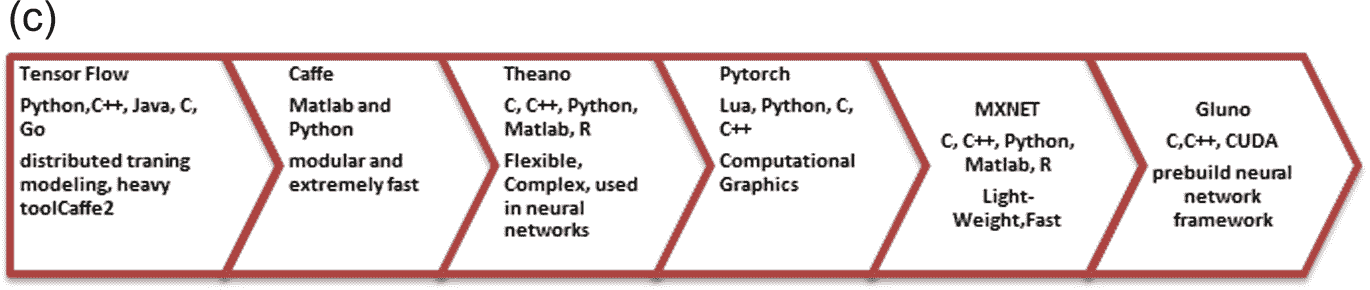 (c)
Tensor Flow
Python,C++, Java, C,
Go
distributed traning
modeling, heavy
toolCaffe2
Caffe
Matlab and
Python
modular and
extremely fast
Theano
C, C++, Python,
Matlab, R
Flexible,
Complex, used
in neural
networks
Pytorch
Lua, Python, C,
C++
Computational
Graphics
MXNET
C, C++, Python,
Matlab, R
Light-
Weight,Fast
Gluno
C,C++, CUDA
prebuild neural
network
framework